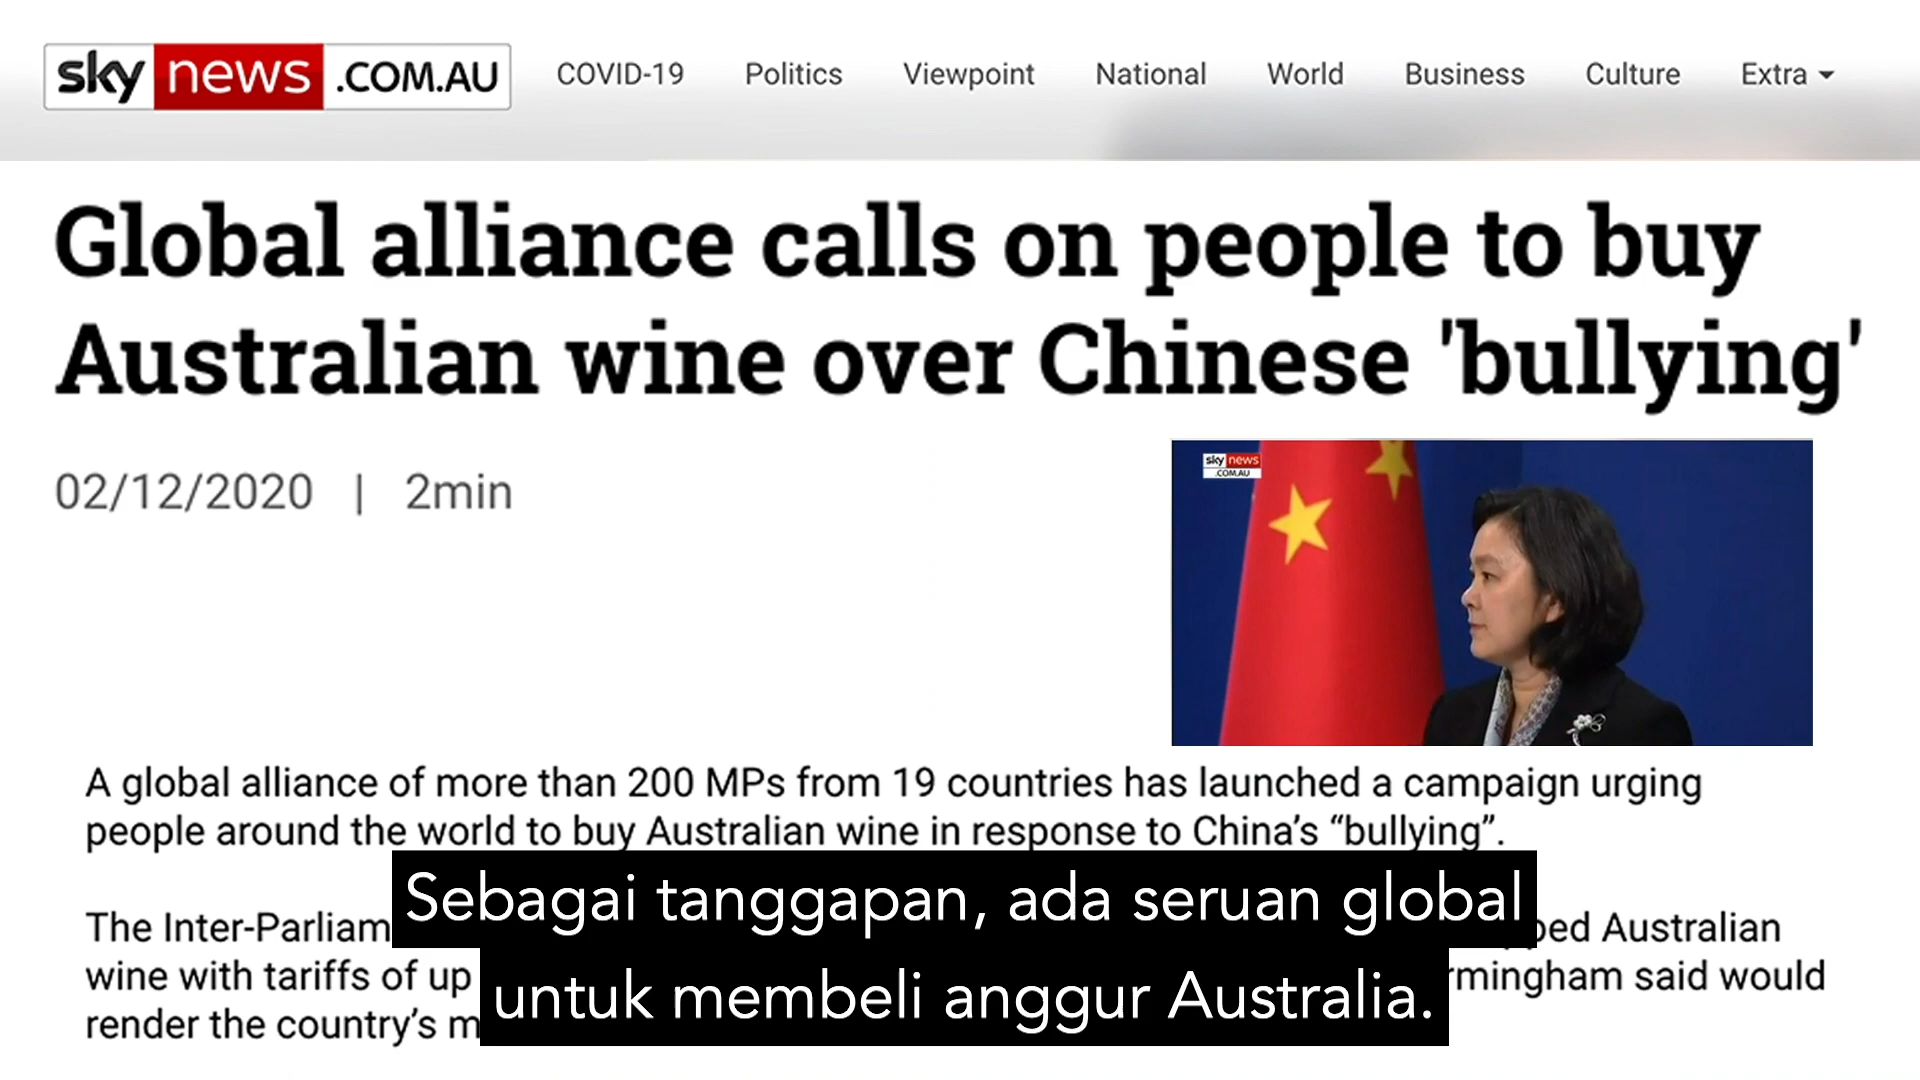 sky news .COM.AU COVID-19 Politics Viewpoint National World Business Culture Extra
Global alliance calls on people to buy
Australian wine over Chinese 'bullying'
02/12/2020 | 2min
sky news
.COM.AU
A global alliance of more than 200 MPs from 19 countries has launched a campaign urging
people around the world to buy Australian wine in response to China’s “bullying”.
The Inter-Parliam ped Australian
wine with tariffs of up rmingham said would
render the country’s m
Sebagai tanggapan, ada seruan global
untuk membeli anggur Australia.